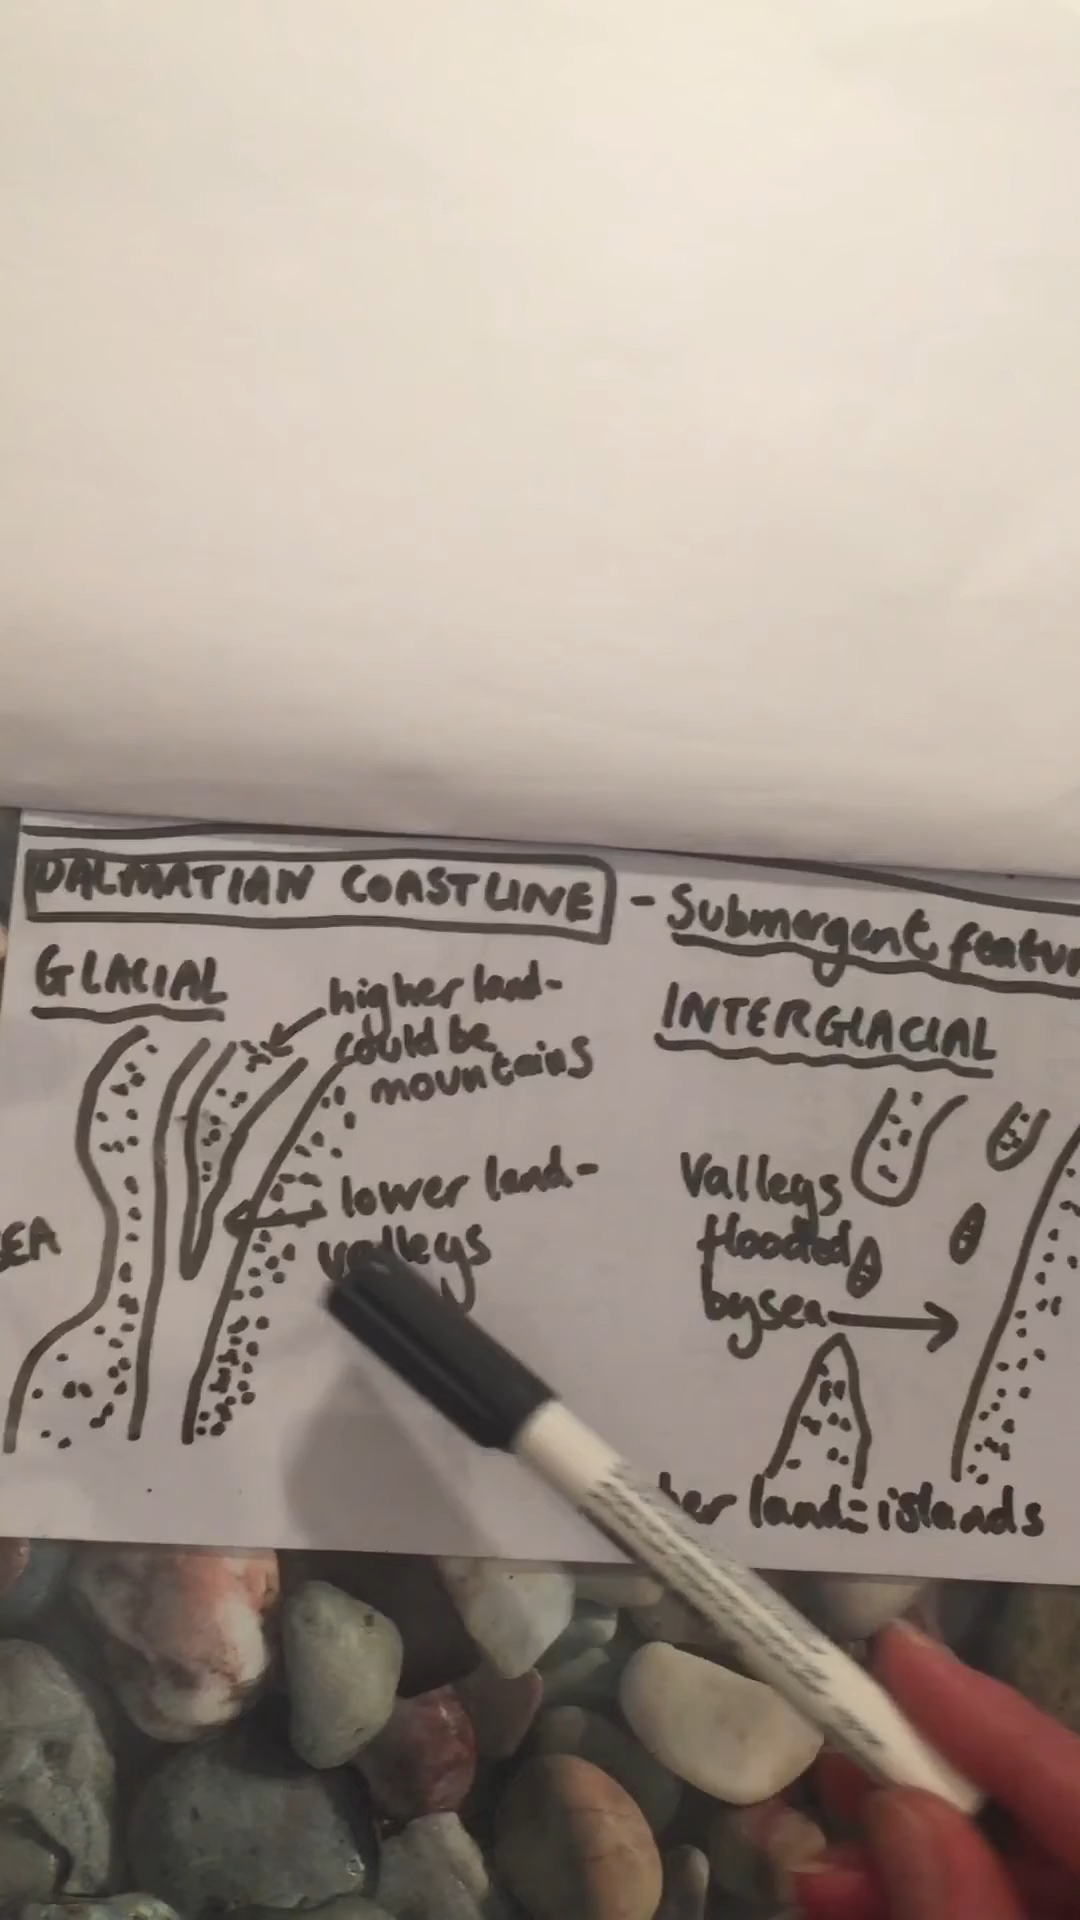 DALMATIAN COASTLINE - Submergent featur
GLACIAL
higher land-
could be
mountains
lower land-
valleys
EA
INTERGLACIAL
Valleys
flooded
by sea
her land= islands